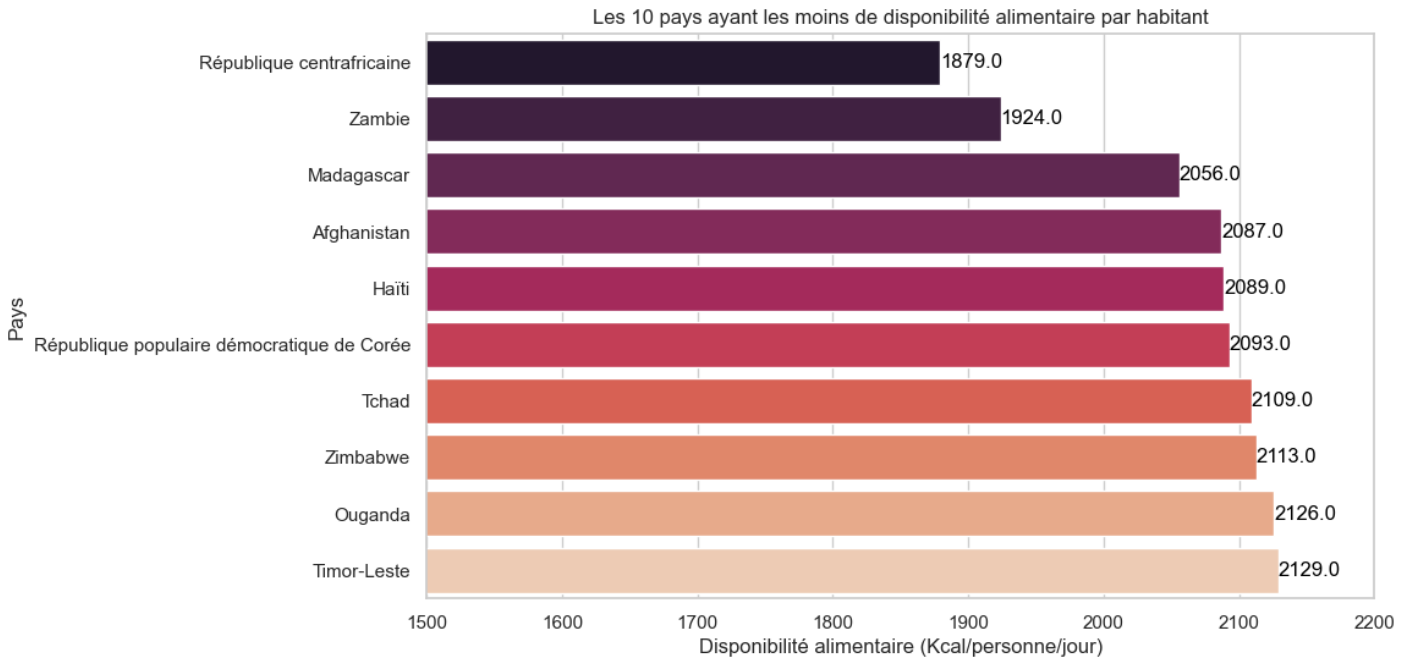 Les 10 pays ayant les moins de disponibilité alimentaire par habitant
Pays
République centrafricaine 1879.0
Zambie 1924.0
Madagascar 2056.0
Afghanistan 2087.0
Haïti 2089.0
République populaire démocratique de Corée 2093.0
Tchad 2109.0
Zimbabwe 2113.0
Ouganda 2126.0
Timor-Leste 2129.0
1500 1600 1700 1800 1900 2000 2100 2200
Disponibilité alimentaire (Kcal/personne/jour)